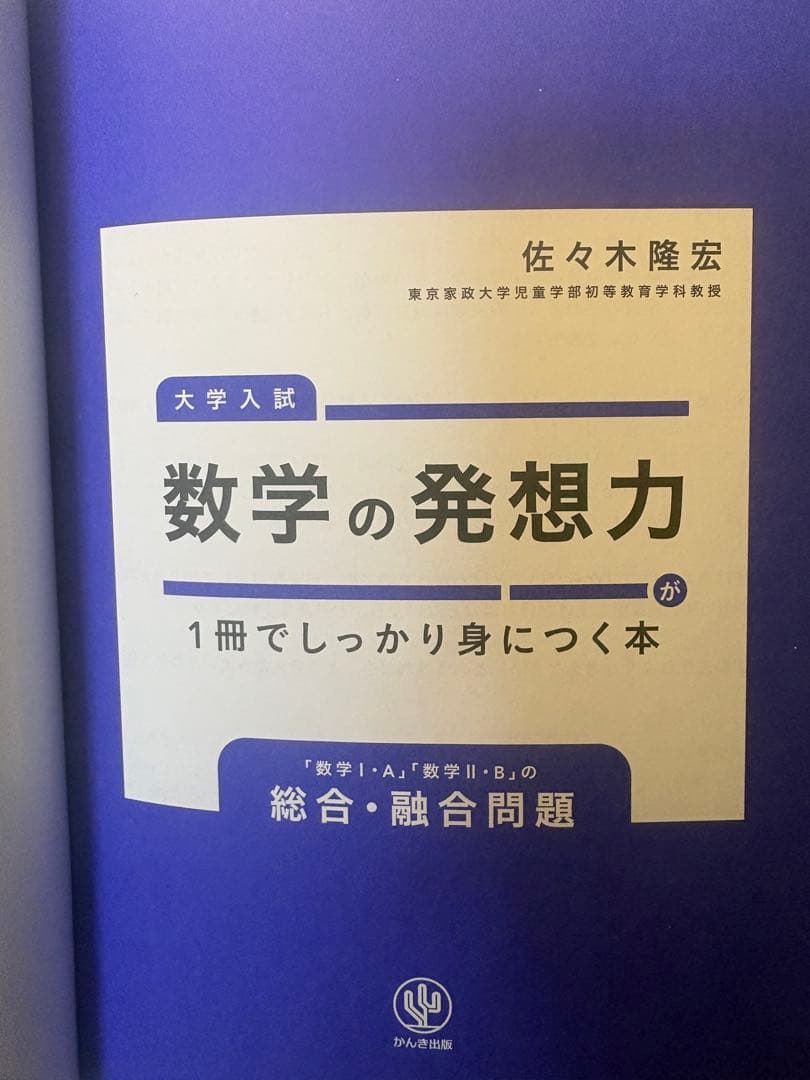 佐々木隆宏
東京家政大学児童学部初等教育学科教授
大学入試
数学の発想力
が
1冊でしっかり身につく本
「数学Ⅰ・A」「数学Ⅱ・B」の
総合・融合問題
かんき出版